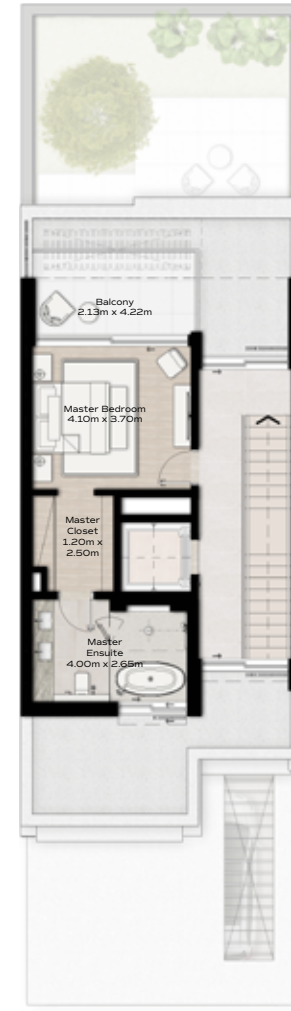 Balcony
2.13m x 4.22m
Master Bedroom
4.10m x 3.70m
Master
Closet
1.20m x
2.50m
Master
Ensuite
4.00m x 2.65m